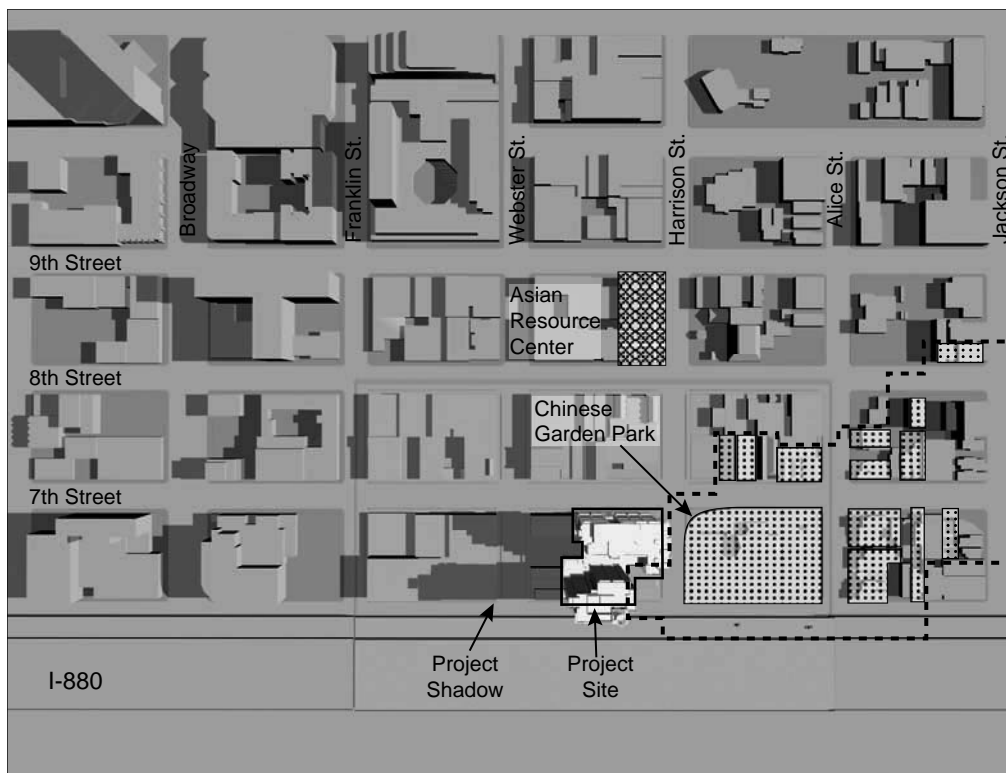 Broadway
Franklin St.
Webster St.
Harrison St.
Alice St.
Jackson St.
9th Street
Asian
Resource
Center
8th Street
Chinese
Garden Park
7th Street
Project
Shadow
Project
Site
I-880